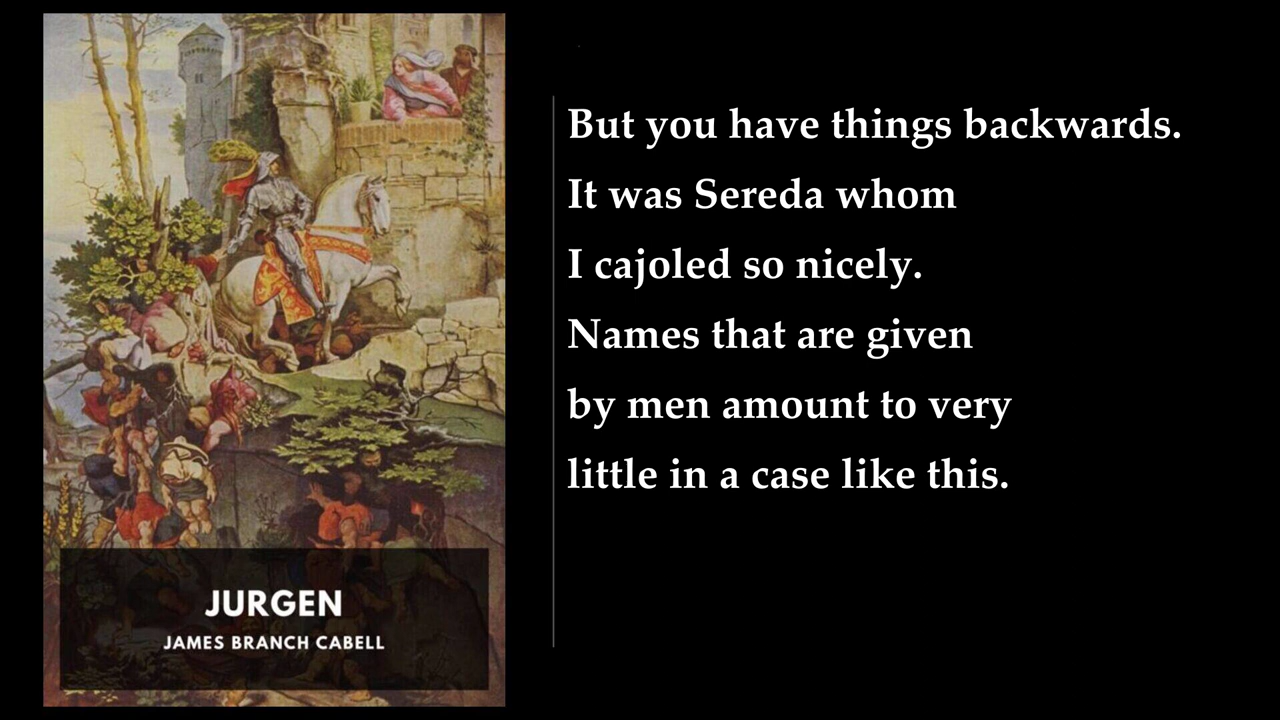 JURGEN
JAMES BRANCH CABELL
But you have things backwards.
It was Sereda whom
I cajoled so nicely.
Names that are given
by men amount to very
little in a case like this.